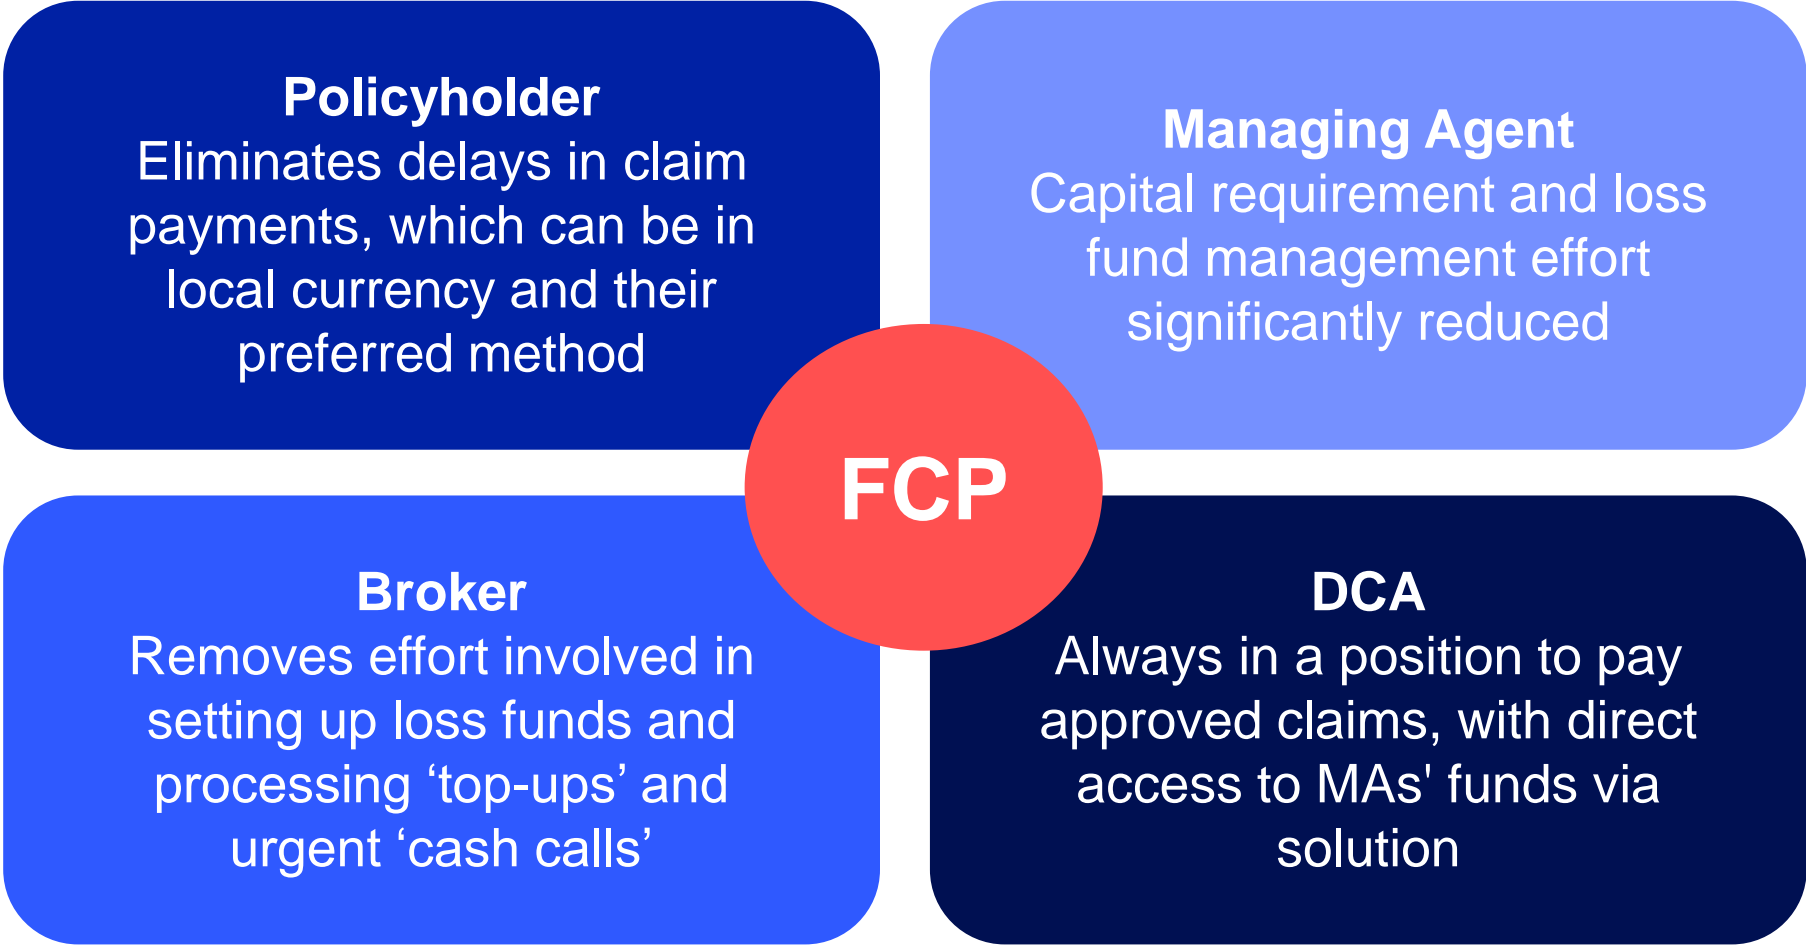 Policyholder
Eliminates delays in claim
payments, which can be in
local currency and their
preferred method
Managing Agent
Capital requirement and loss
fund management effort
significantly reduced
FCP
Broker
Removes effort involved in
setting up loss funds and
processing ‘top-ups’ and
urgent ‘cash calls’
DCA
Always in a position to pay
approved claims, with direct
access to MAs' funds via
solution